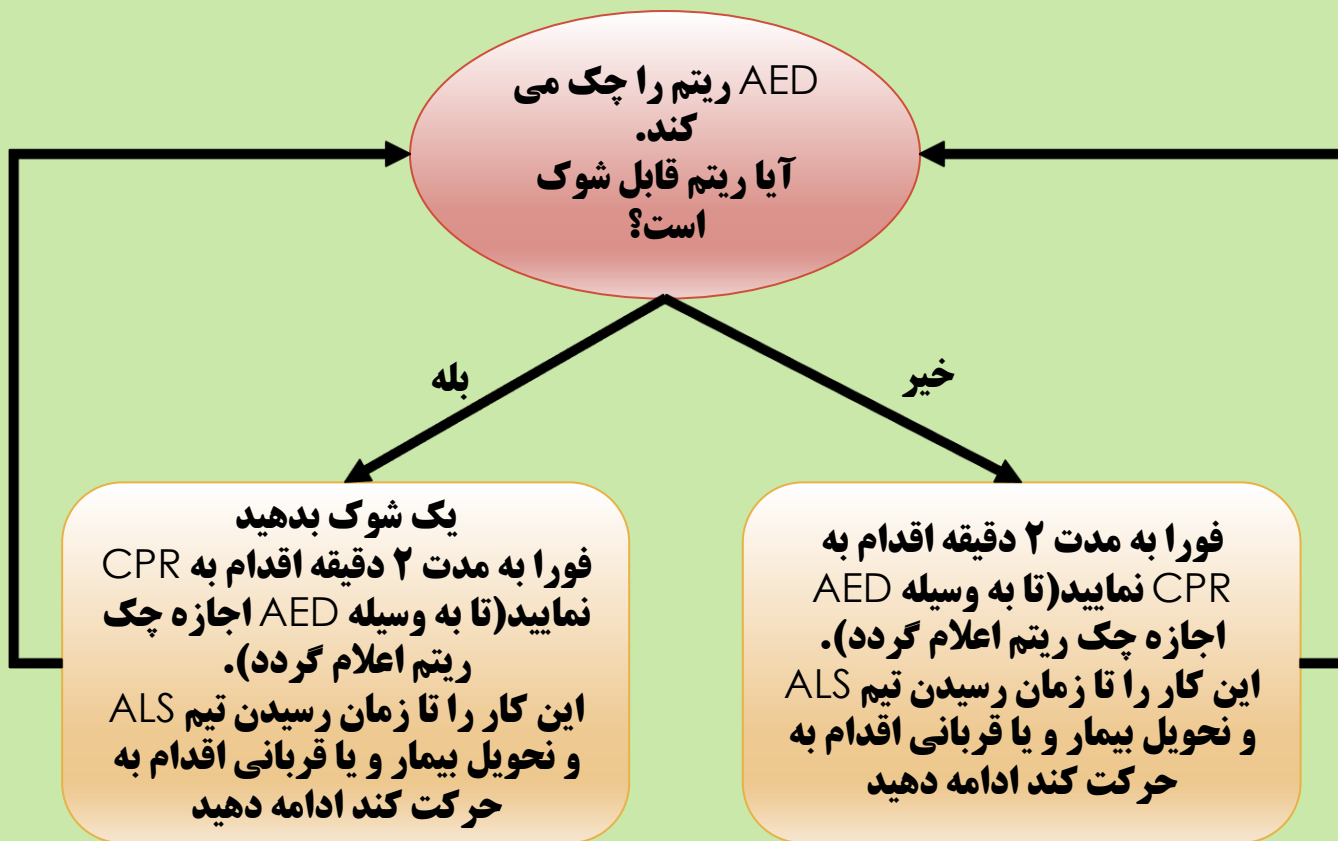 AED ریتم را چک می
کند.
آیا ریتم قابل شوک
است؟
بله
خیر
یک شوک بدهید
فورا به مدت ۲ دقیقه اقدام به CPR
نمایید(تا به وسیله AED اجازه چک
ریتم اعلام گردد).
این کار را تا زمان رسیدن تیم ALS
و نحویل بیمار و یا قربانی اقدام به
حرکت کند ادامه دهید
فورا به مدت ۲ دقیقه اقدام به
CPR نمایید(تا به وسیله AED
اجازه چک ریتم اعلام گردد).
این کار را تا زمان رسیدن تیم ALS
و نحویل بیمار و یا قربانی اقدام به
حرکت کند ادامه دهید